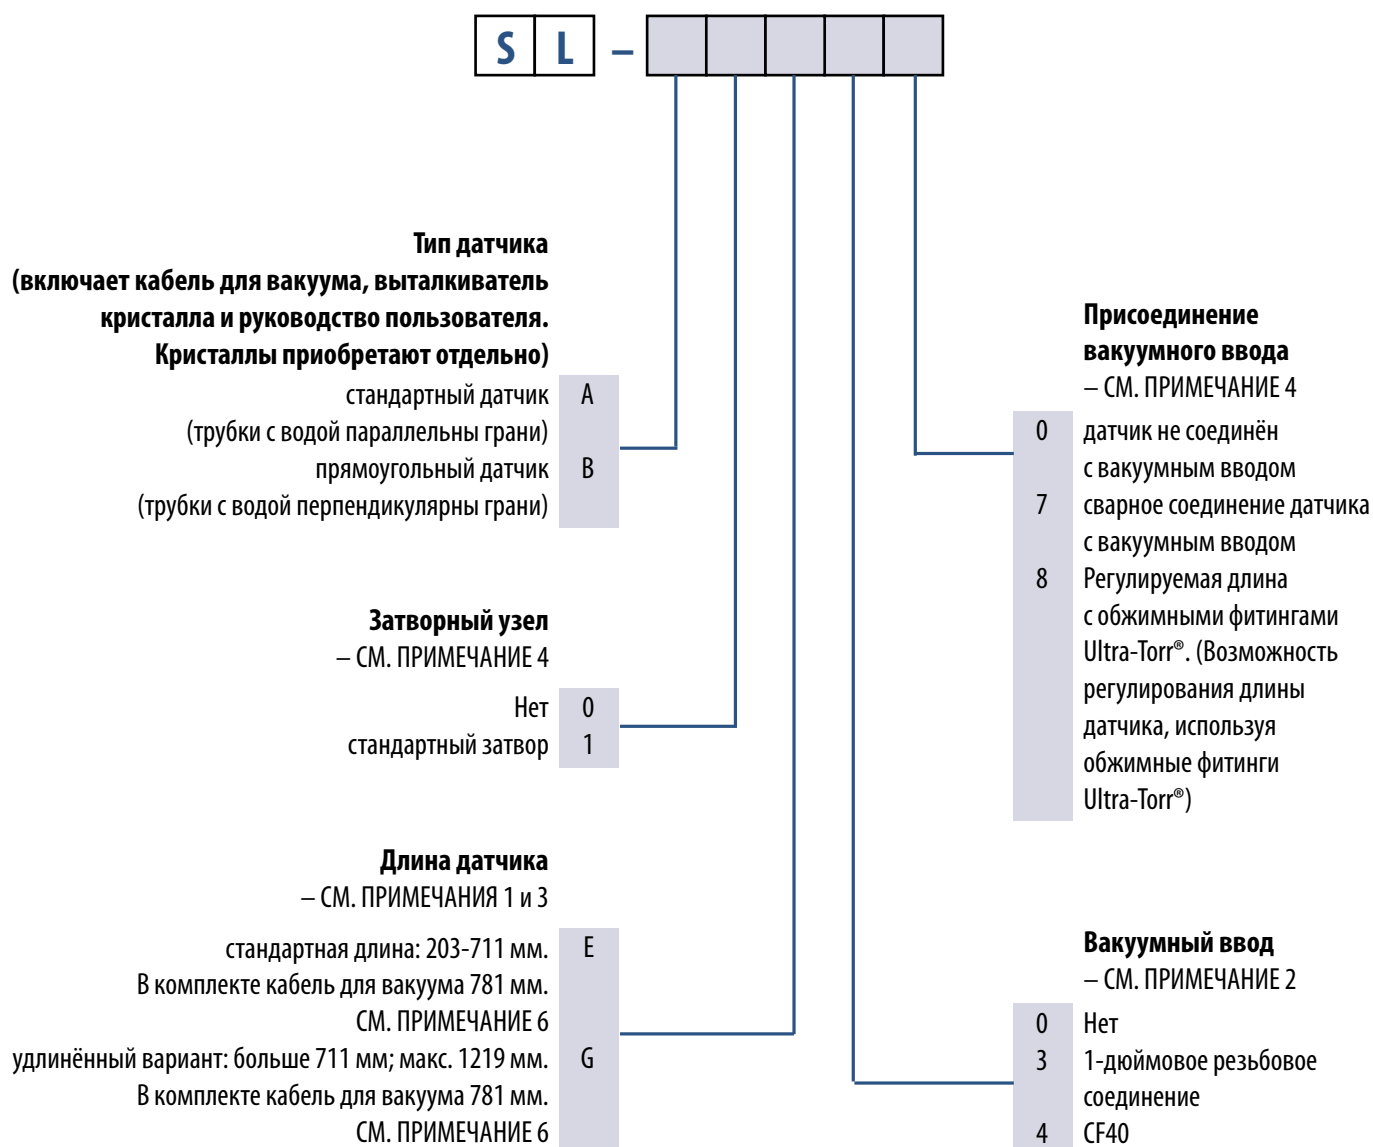 S L –
Тип датчика
(включает кабель для вакуума, выталкиватель
кристалла и руководство пользователя.
Кристаллы приобретают отдельно)
стандартный датчик A
(трубки с водой параллельны грани)
прямоугольный датчик B
(трубки с водой перпендикулярны грани)
Затворный узел
– СМ. ПРИМЕЧАНИЕ 4
Нет 0
стандартный затвор 1
Длина датчика
– СМ. ПРИМЕЧАНИЯ 1 и 3
стандартная длина: 203-711 мм. E
В комплекте кабель для вакуума 781 мм.
СМ. ПРИМЕЧАНИЕ 6
удлинённый вариант: больше 711 мм; макс. 1219 мм. G
В комплекте кабель для вакуума 781 мм.
СМ. ПРИМЕЧАНИЕ 6
Присоединение
вакуумного ввода
– СМ. ПРИМЕЧАНИЕ 4
0 датчик не соединён
с вакуумным вводом
7 сварное соединение датчика
с вакуумным вводом
8 Регулируемая длина
с обжимными фитингами
Ultra-Torr®. (Возможность
регулирования длины
датчика, используя
обжимные фитинги
Ultra-Torr®)
Вакуумный ввод
– СМ. ПРИМЕЧАНИЕ 2
0 Нет
3 1-дюймовое резьбовое
соединение
4 CF40